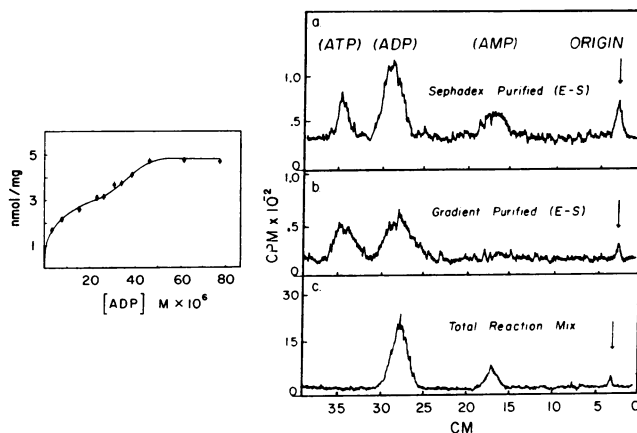 nmol/mg
5
3
1
0
20
40
60
80
[ADP] M × 10⁶
a.
(ATP) (ADP) (AMP) ORIGIN
1.0
Sephadex Purified (E-S)
.5
0
CPM × 10⁻²
b
1.0
Gradient Purified (E-S)
.5
0
c.
30
Total Reaction Mix
15
0
35 30 25 20 15 10 5 0
CM